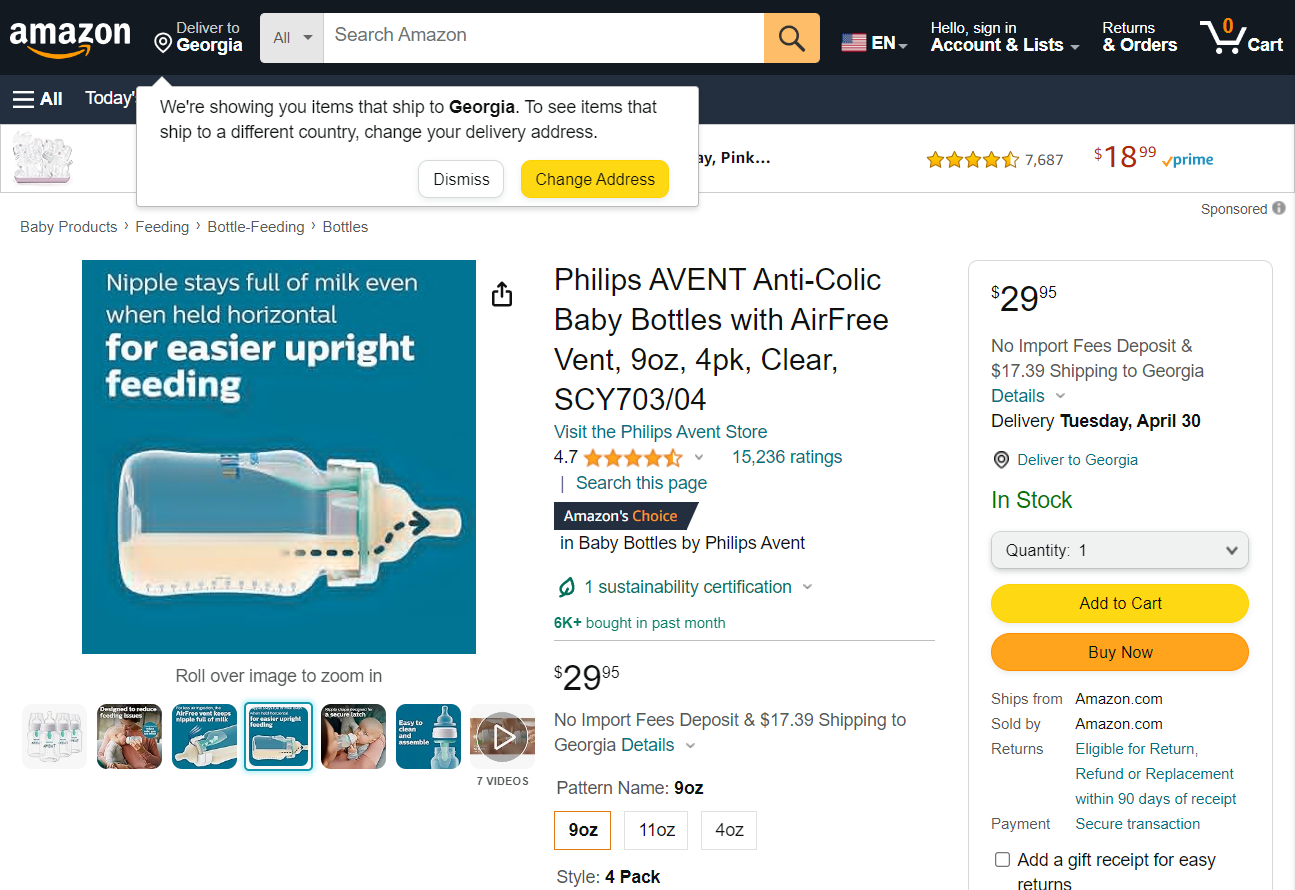 amazon
Deliver to
Georgia
All
Search Amazon
EN
Hello, sign in
Account & Lists
Returns
& Orders
0
Cart
All
Today'
We're showing you items that ship to Georgia. To see items that
ship to a different country, change your delivery address.
Dismiss
Change Address
ay, Pink...
7,687
$18 99
prime
Sponsored
Baby Products › Feeding › Bottle-Feeding › Bottles
Nipple stays full of milk even
when held horizontal
for easier upright
feeding
Roll over image to zoom in
Designed to reduce
feeding issues
AirFree vent keeps
nipple full of milk
for easier upright
feeding
a secure latch
Easy to
clean
and
assemble
7 VIDEOS
Philips AVENT Anti-Colic
Baby Bottles with AirFree
Vent, 9oz, 4pk, Clear,
SCY703/04
Visit the Philips Avent Store
4.7
15,236 ratings
| Search this page
Amazon's Choice
in Baby Bottles by Philips Avent
1 sustainability certification
6K+ bought in past month
$29 95
No Import Fees Deposit & $17.39 Shipping to
Georgia Details
Pattern Name: 9oz
9oz
11oz
4oz
Style: 4 Pack
$29 95
No Import Fees Deposit &
$17.39 Shipping to Georgia
Details
Delivery Tuesday, April 30
Deliver to Georgia
In Stock
Quantity: 1
Add to Cart
Buy Now
Ships from Amazon.com
Sold by Amazon.com
Returns Eligible for Return,
Refund or Replacement
within 90 days of receipt
Payment Secure transaction
Add a gift receipt for easy
returns